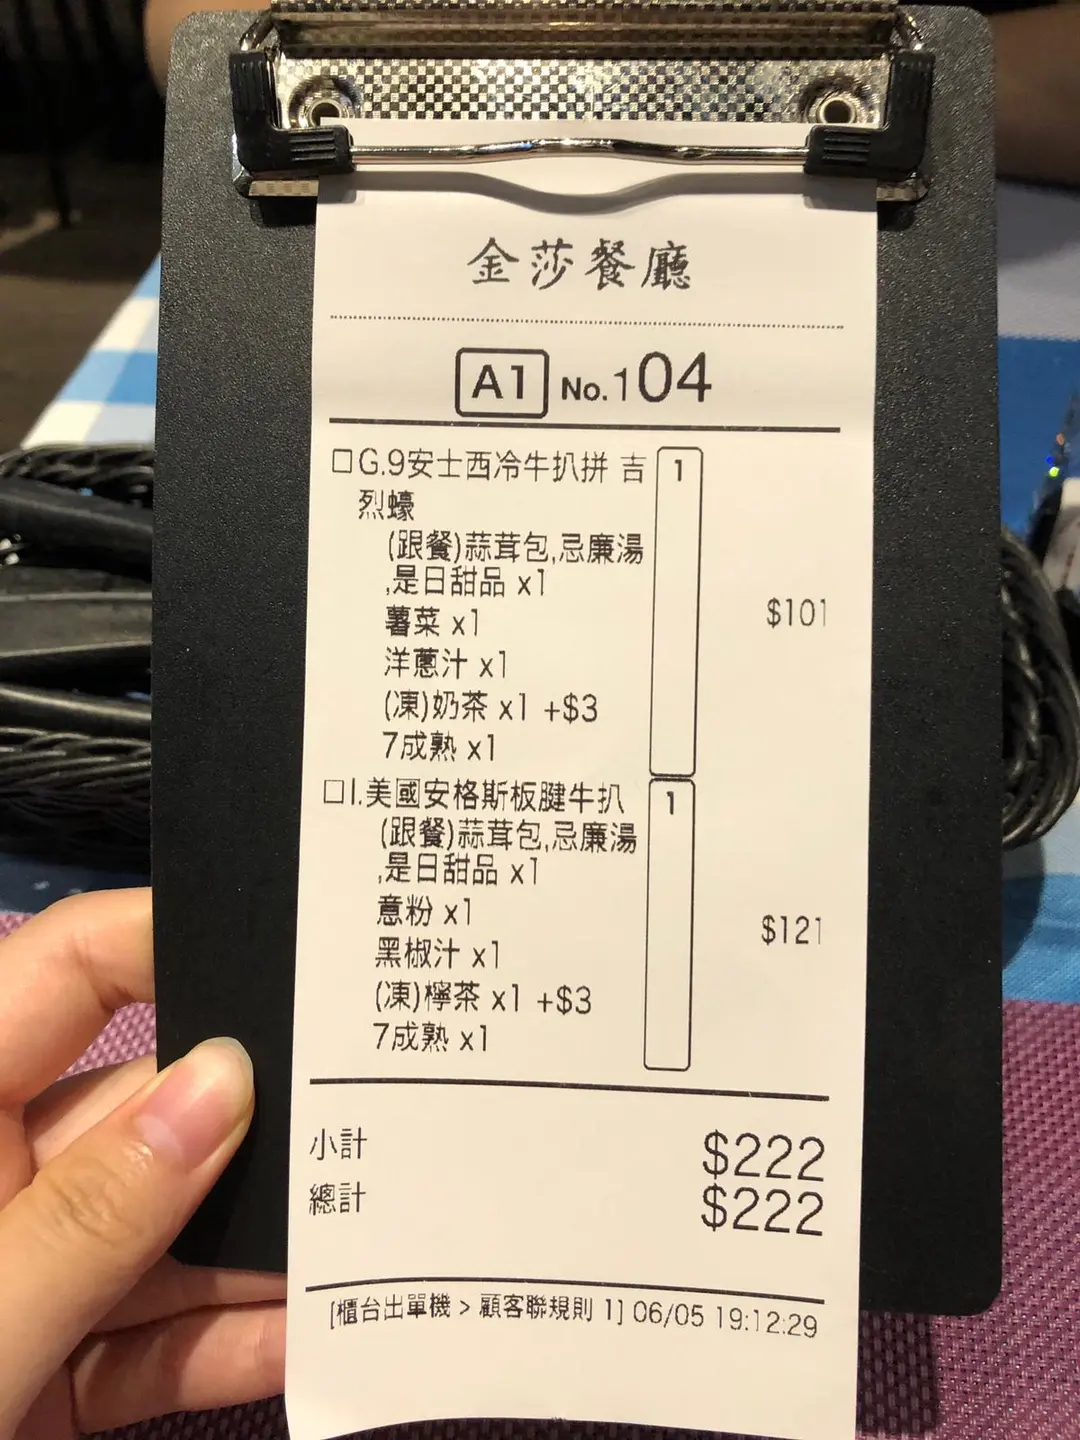 金莎餐廳
A1 No.104
□G.9安士西冷牛扒拼 吉 1
烈蠔
(跟餐)蒜茸包,忌廉湯
,是日甜品 x1
$101
薯菜 x1
洋蔥汁 x1
(凍)奶茶 x1 +$3
7成熟 x1
□I.美國安格斯板腱牛扒 1
(跟餐)蒜茸包,忌廉湯
,是日甜品 x1
意粉 x1
$121
黑椒汁 x1
(凍)檸茶 x1 +$3
7成熟 x1
小計 $222
總計 $222
[櫃台出單機 > 顧客聯規則 1] 06/05 19:12:29